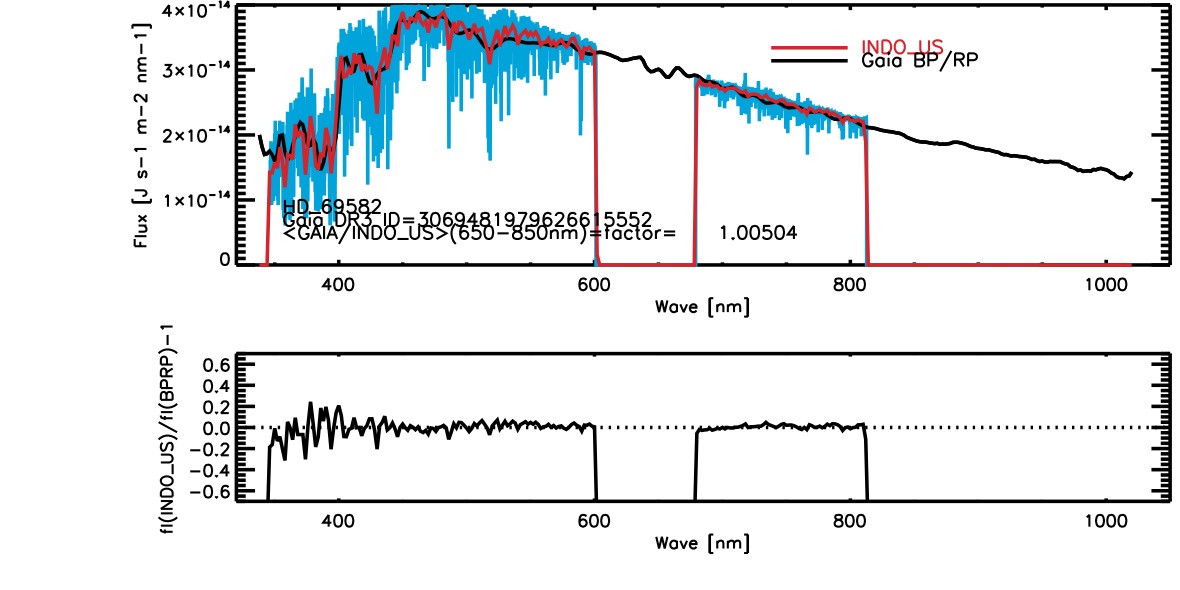 4×10⁻¹⁴
3×10⁻¹⁴
2×10⁻¹⁴
1×10⁻¹⁴
0
Flux [J s−1 m−2 nm−1]
INDO_US
Gaia BP/RP
HD_69582
Gaia DR3 ID=3069481979626615552
<GAIA/INDO_US>(650−850nm)=factor= 1.00504
400 600 800 1000
Wave [nm]
fl(INDO_US)/fl(BPRP)−1
0.6
0.4
0.2
0.0
−0.2
−0.4
−0.6
400 600 800 1000
Wave [nm]